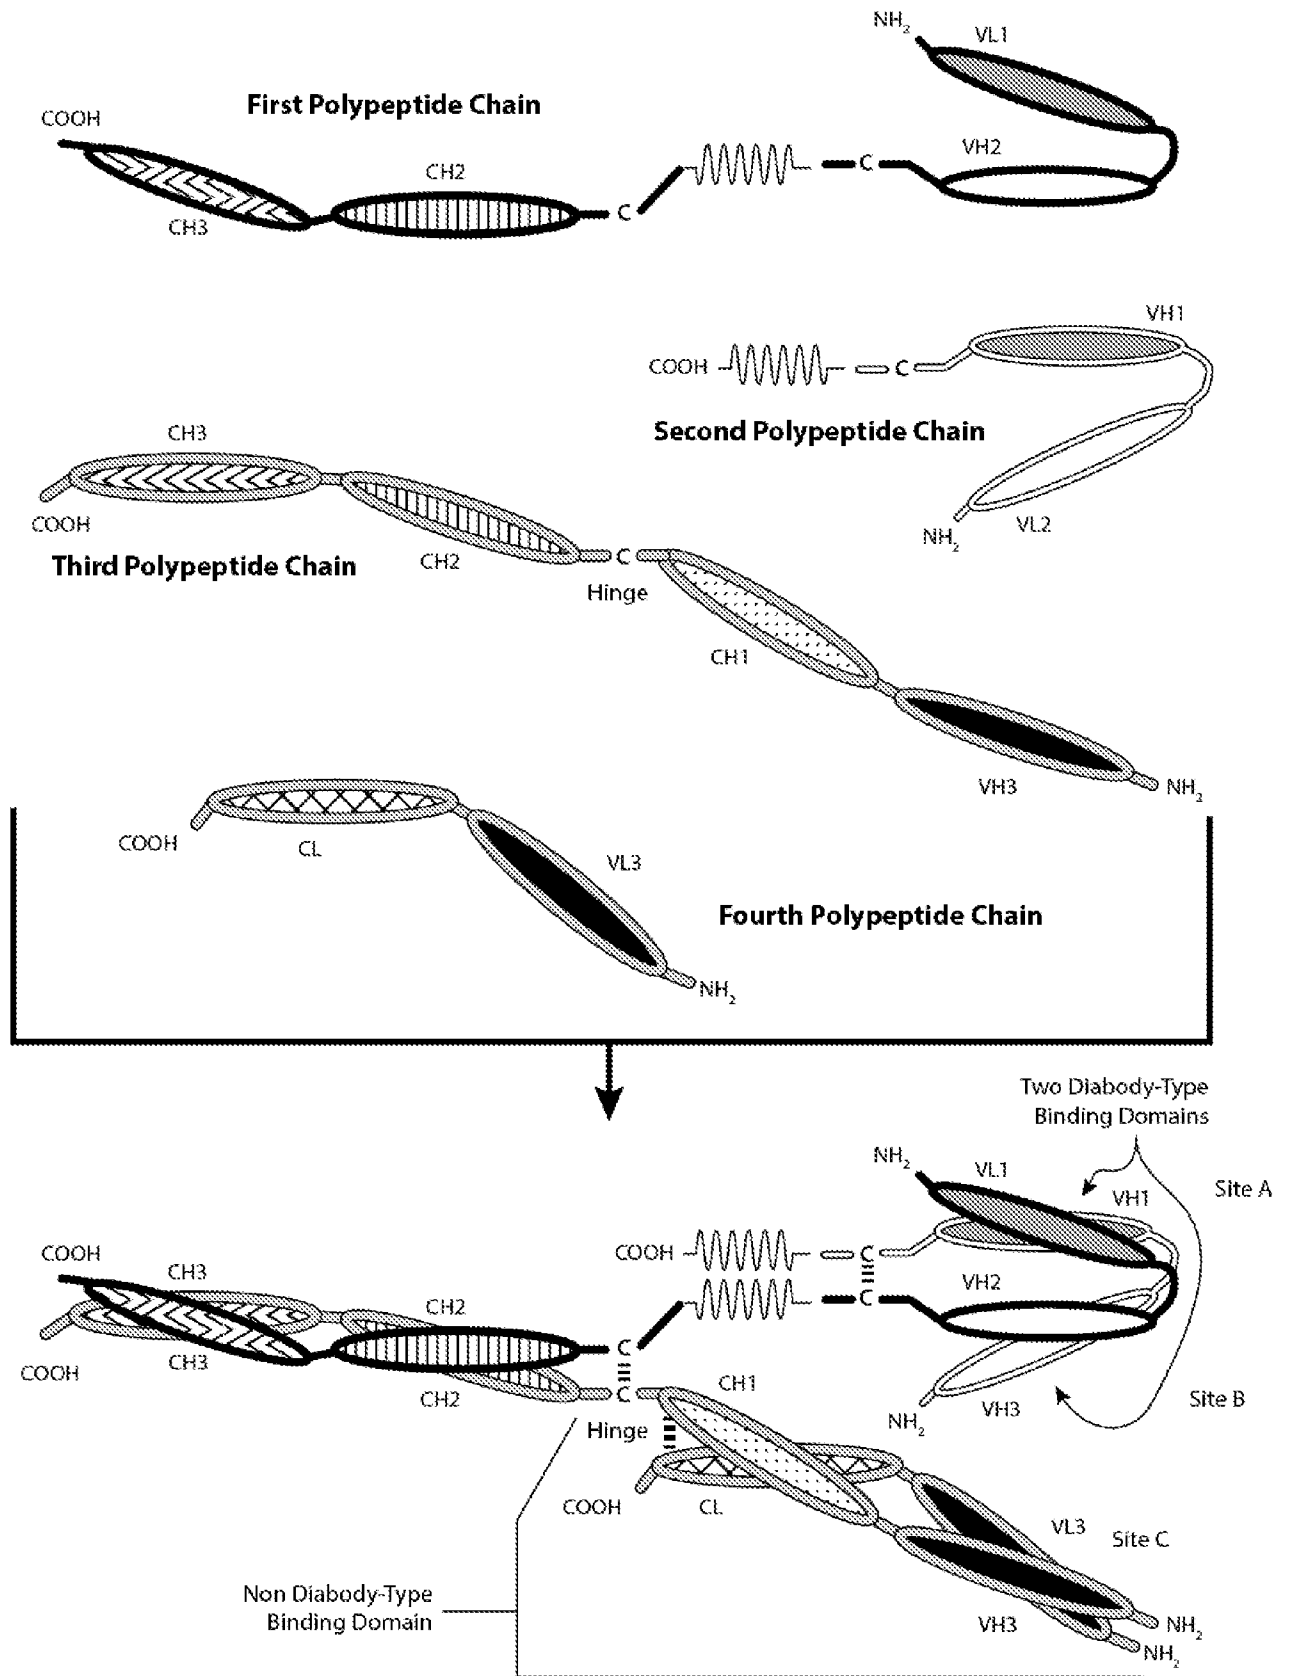 NH2
VL1
First Polypeptide Chain
COOH
VH2
CH2
C
C
CH3
VH1
COOH
C
Second Polypeptide Chain
CH3
VL2
NH2
COOH
Third Polypeptide Chain
CH2
C
Hinge
CH1
VH3
NH2
COOH
CL
VL3
Fourth Polypeptide Chain
NH2
Two Diabody-Type
Binding Domains
NH2
VL1
VH1
Site A
COOH
COOH
C
CH3
VH2
CH2
C
C
CH3
COOH
CH2
C
CH1
Hinge
NH2
VH3
Site B
COOH
CL
VL3
Site C
Non Diabody-Type
Binding Domain
VH3
NH2
NH2